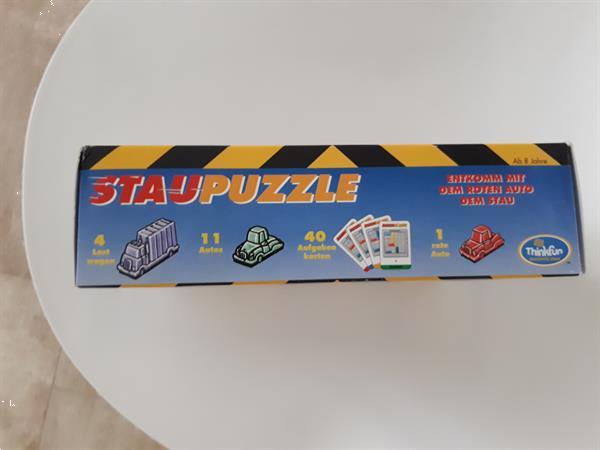 Ab 8 Jahre
STAUPUZZLE
ENTKOMM MIT
DEM ROTEN AUTO
DEM STAU
4
Last
wagen
11
Autos
40
Aufgaben
karten
1
rote
Auto
Thinkfun